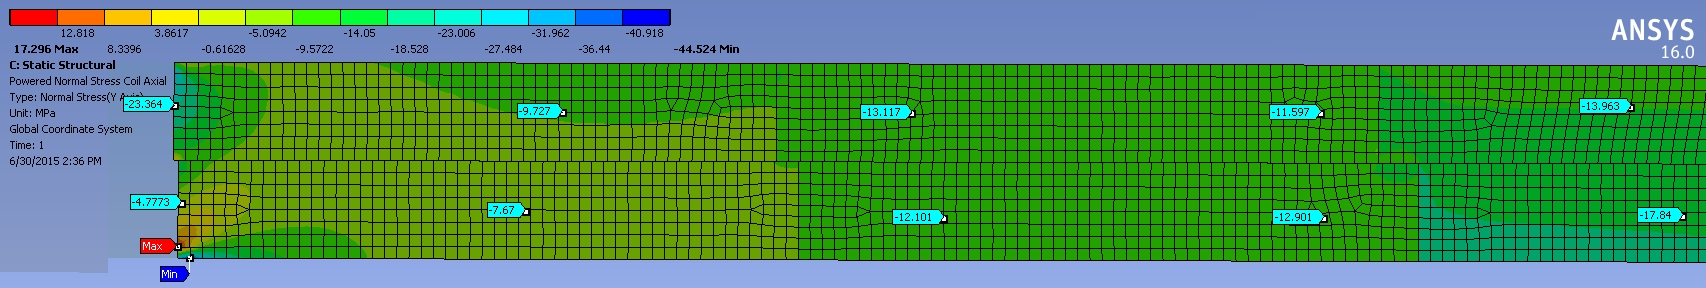 12.818 3.8617 -5.0942 -14.05 -23.006 -31.962 -40.918
17.296 Max 8.3396 -0.61628 -9.5722 -18.528 -27.484 -36.44 -44.524 Min
ANSYS
16.0
C: Static Structural
Powered Normal Stress Coil Axial
Type: Normal Stress(Y
Unit: MPa
Global Coordinate System
Time: 1
6/30/2015 2:36 PM
-23.364 -9.727 -13.117 -11.597 -13.963
-4.7773 -7.67 -12.101 -12.901 -17.84
Max
Min